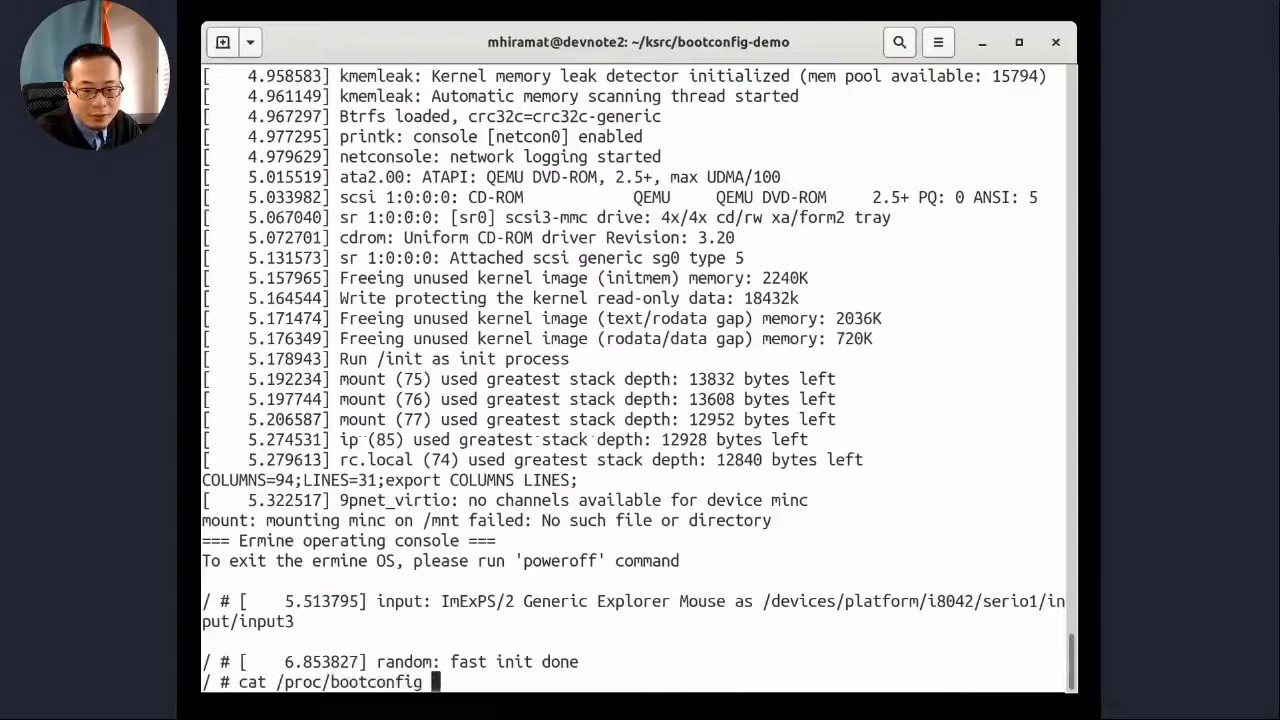 mhiramat@devnote2: ~/ksrc/bootconfig-demo
[    4.958583] kmemleak: Kernel memory leak detector initialized (mem pool available: 15794)
[    4.961149] kmemleak: Automatic memory scanning thread started
[    4.967297] Btrfs loaded, crc32c=crc32c-generic
[    4.977295] printk: console [netcon0] enabled
[    4.979629] netconsole: network logging started
[    5.015519] ata2.00: ATAPI: QEMU DVD-ROM, 2.5+, max UDMA/100
[    5.033982] scsi 1:0:0:0: CD-ROM            QEMU     QEMU DVD-ROM     2.5+ PQ: 0 ANSI: 5
[    5.067040] sr 1:0:0:0: [sr0] scsi3-mmc drive: 4x/4x cd/rw xa/form2 tray
[    5.072701] cdrom: Uniform CD-ROM driver Revision: 3.20
[    5.131573] sr 1:0:0:0: Attached scsi generic sg0 type 5
[    5.157965] Freeing unused kernel image (initmem) memory: 2240K
[    5.164544] Write protecting the kernel read-only data: 18432k
[    5.171474] Freeing unused kernel image (text/rodata gap) memory: 2036K
[    5.176349] Freeing unused kernel image (rodata/data gap) memory: 720K
[    5.178943] Run /init as init process
[    5.192234] mount (75) used greatest stack depth: 13832 bytes left
[    5.197744] mount (76) used greatest stack depth: 13608 bytes left
[    5.206587] mount (77) used greatest stack depth: 12952 bytes left
[    5.274531] ip (85) used greatest stack depth: 12928 bytes left
[    5.279613] rc.local (74) used greatest stack depth: 12840 bytes left
COLUMNS=94;LINES=31;export COLUMNS LINES;
[    5.322517] 9pnet_virtio: no channels available for device minc
mount: mounting minc on /mnt failed: No such file or directory
=== Ermine operating console ===
To exit the ermine OS, please run 'poweroff' command
/ # [    5.513795] input: ImExPS/2 Generic Explorer Mouse as /devices/platform/i8042/serio1/in
put/input3
/ # [    6.853827] random: fast init done
/ # cat /proc/bootconfig